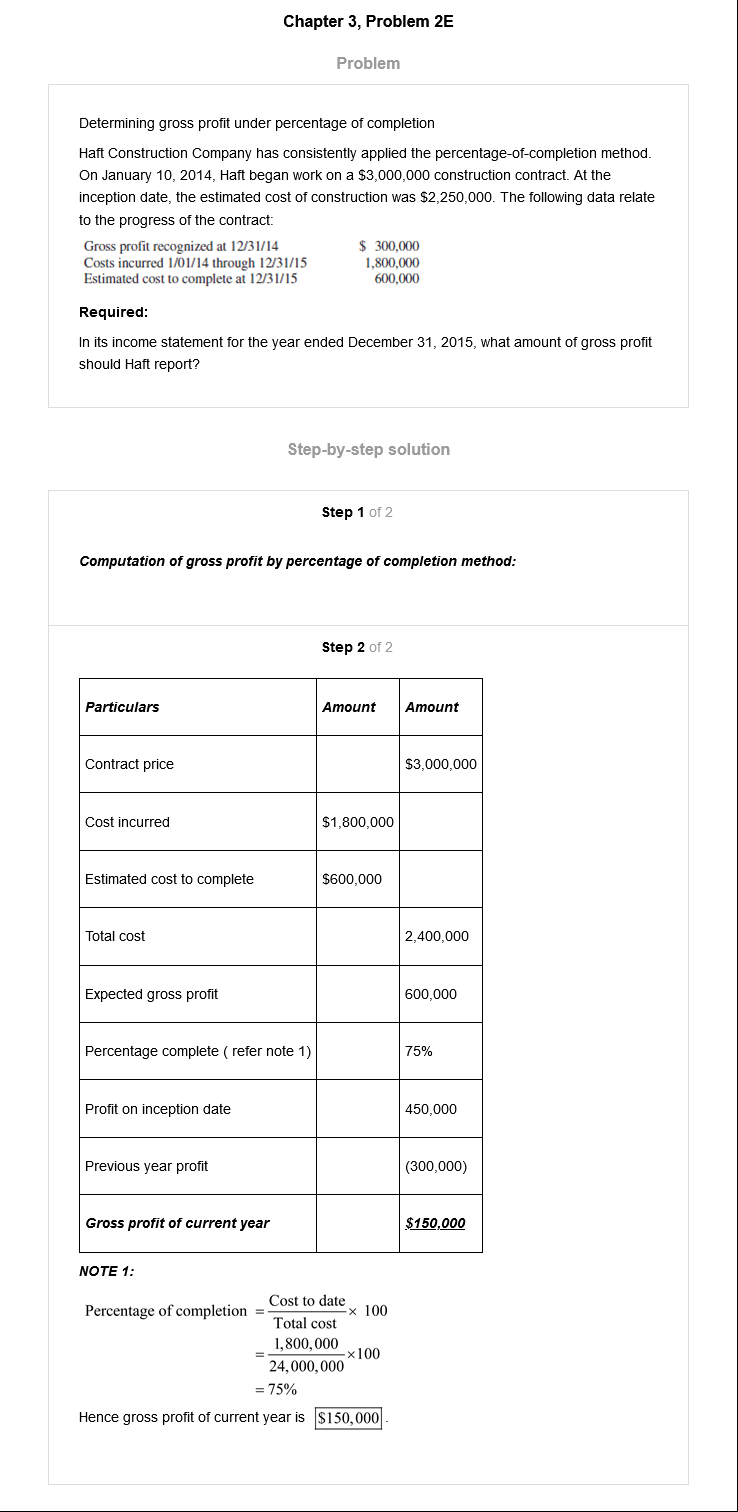 Chapter 3, Problem 2E
Problem
Determining gross profit under percentage of completion
Haft Construction Company has consistently applied the percentage-of-completion method.
On January 10, 2014, Haft began work on a $3,000,000 construction contract. At the
inception date, the estimated cost of construction was $2,250,000. The following data relate
to the progress of the contract:
Gross profit recognized at 12/31/14 $ 300,000
Costs incurred 1/01/14 through 12/31/15 1,800,000
Estimated cost to complete at 12/31/15 600,000
Required:
In its income statement for the year ended December 31, 2015, what amount of gross profit
should Haft report?
Step-by-step solution
Step 1 of 2
Computation of gross profit by percentage of completion method:
Step 2 of 2
Particulars Amount Amount
Contract price $3,000,000
Cost incurred $1,800,000
Estimated cost to complete $600,000
Total cost 2,400,000
Expected gross profit 600,000
Percentage complete ( refer note 1) 75%
Profit on inception date 450,000
Previous year profit (300,000)
Gross profit of current year $150,000
NOTE 1:
Percentage of completion = Cost to date / Total cost × 100
= 1,800,000 / 24,000,000 ×100
= 75%
Hence gross profit of current year is $150,000 .